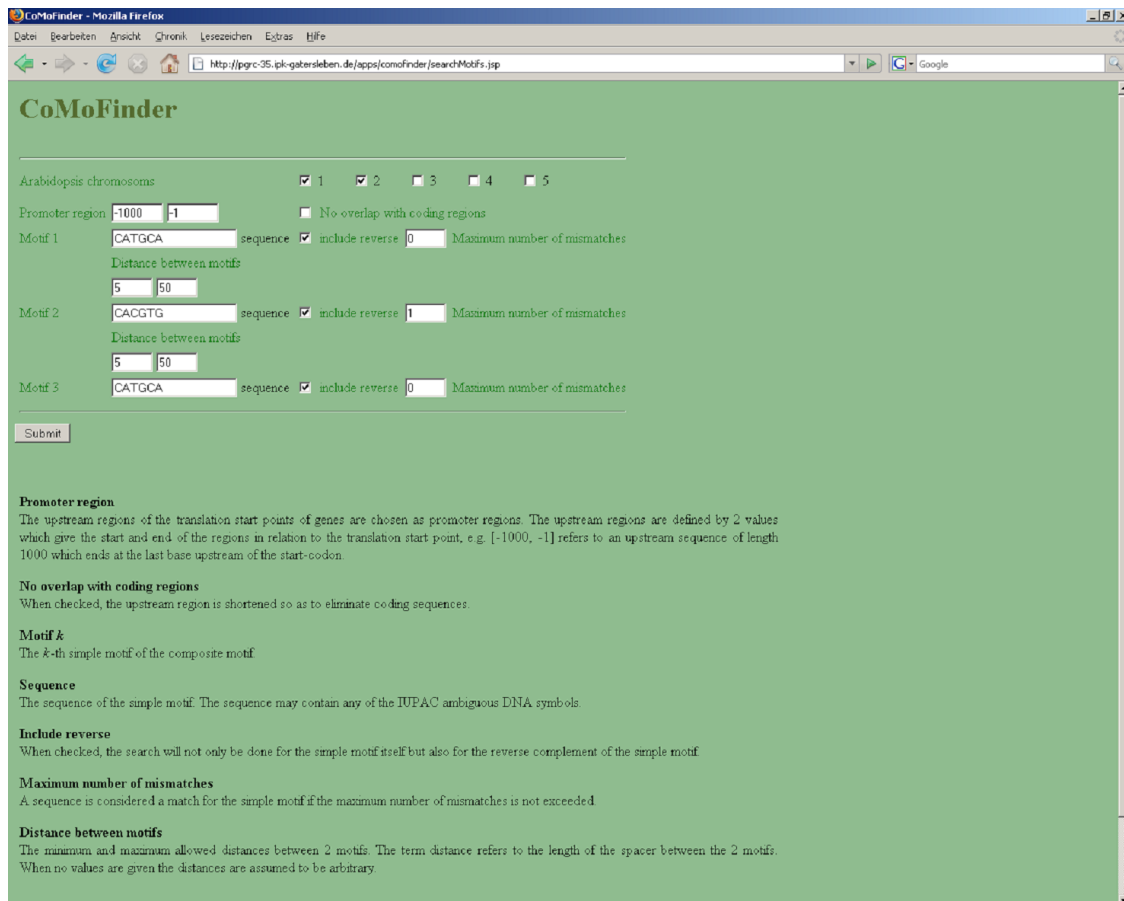 CoMoFinder - Mozilla Firefox
Datei Bearbeiten Ansicht Chronik Lesezeichen Extras Hilfe
http://pgrc-35.ipk-gatersleben.de/apps/comofinder/searchMotifs.jsp Google
CoMoFinder
Arabidopsis chromosoms 1 2 3 4 5
Promoter region -1000 -1 No overlap with coding regions
Motif 1 CATGCA sequence include reverse 0 Maximum number of mismatches
Distance between motifs
5 50
Motif 2 CACGTG sequence include reverse 1 Maximum number of mismatches
Distance between motifs
5 50
Motif 3 CATGCA sequence include reverse 0 Maximum number of mismatches
Submit
Promoter region
The upstream regions of the translation start points of genes are chosen as promoter regions. The upstream regions are defined by 2 values
which give the start and end of the regions in relation to the translation start point, e.g. [-1000, -1] refers to an upstream sequence of length
1000 which ends at the last base upstream of the start-codon.
No overlap with coding regions
When checked, the upstream region is shortened so as to eliminate coding sequences.
Motif k
The k-th simple motif of the composite motif.
Sequence
The sequence of the simple motif. The sequence may contain any of the IUPAC ambiguous DNA symbols.
Include reverse
When checked, the search will not only be done for the simple motif itself but also for the reverse complement of the simple motif.
Maximum number of mismatches
A sequence is considered a match for the simple motif if the maximum number of mismatches is not exceeded.
Distance between motifs
The minimum and maximum allowed distances between 2 motifs. The term distance refers to the length of the spacer between the 2 motifs.
When no values are given the distances are assumed to be arbitrary.